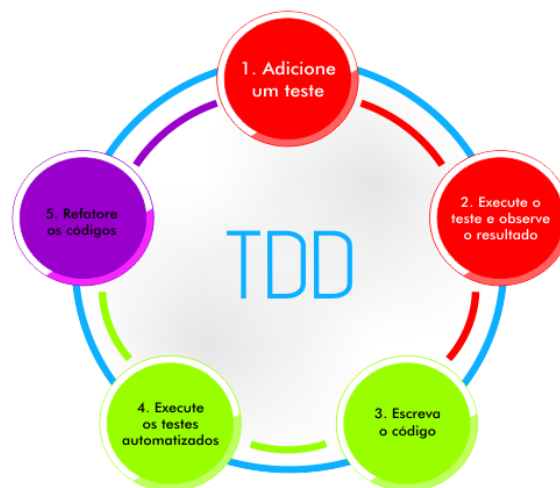 1. Adicione
um teste
2. Execute o
teste e observe
o resultado
3. Escreva
o código
4. Execute
os testes
automatizados
5. Refatore
os códigos
TDD